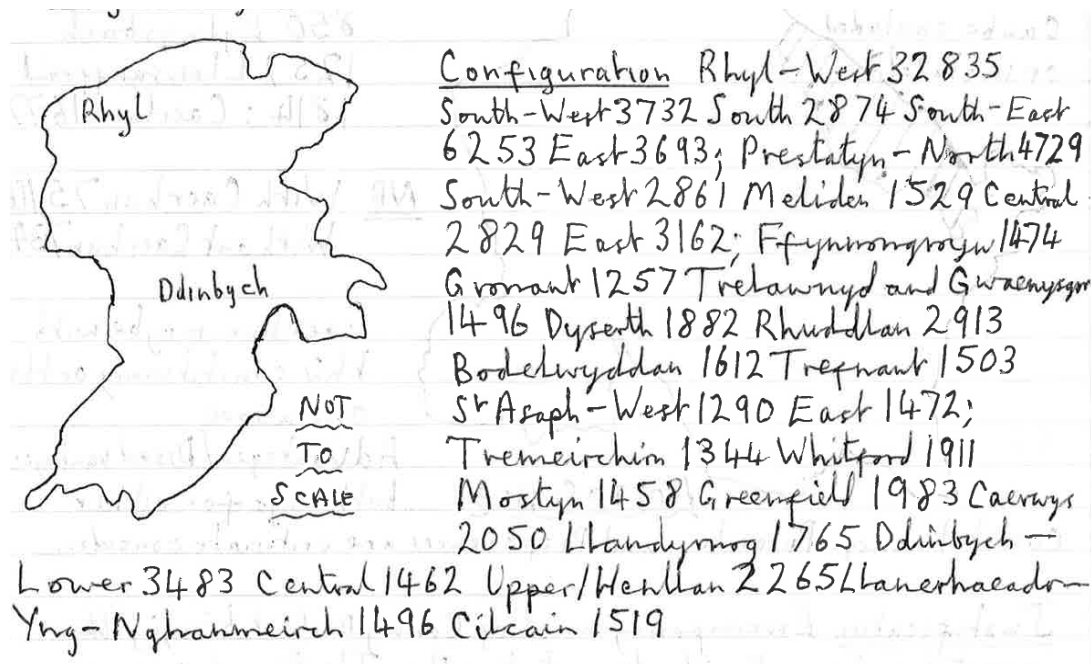 Rhyl
Ddinbych
NOT
TO
SCALE
Configuration Rhyl-West 32835
South-West 3732 South 2874 South-East
6253 East 3693; Prestatyn-North 4729
South-West 2861 Meliden 1529 Central
2829 East 3162; Ffynnongroyw 1474
Gronant 1257 Trelawnyd and Gwaenysgor
1496 Dyserth 1882 Rhuddlan 2913
Bodelwyddan 1612 Trefnant 1503
St Asaph-West 1290 East 1472;
Tremeirchion 1344 Whitford 1911
Mostyn 1458 Greenfield 1983 Caerwys
2050 Llandyrnog 1765 Ddinbych-
Lower 3483 Central 1462 Upper/Henllan 2265 Llanerhaeadr-
Yng-Nghanmeirch 1496 Cilcain 1519